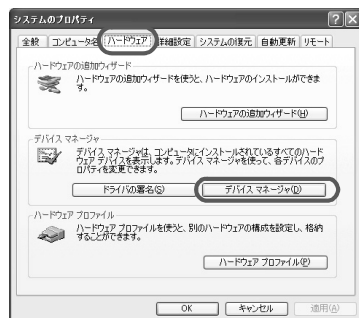 システムのプロパティ
全般 コンピュータ名 ハードウェア 詳細設定 システムの復元 自動更新 リモート
ハードウェアの追加ウィザード
ハードウェアの追加ウィザードを使うと、ハードウェアのインストールができます。
ハードウェアの追加ウィザード(H)
デバイス マネージャ
デバイス マネージャは、コンピュータにインストールされているすべてのハード
ウェア デバイスを表示します。デバイス マネージャを使って、各デバイスのプ
ロパティを変更できます。
ドライバの署名(S) デバイス マネージャ(D)
ハードウェア プロファイル
ハードウェア プロファイルを使うと、別のハードウェアの構成を設定し、格納
することができます。
ハードウェア プロファイル(P)
OK キャンセル 適用(A)